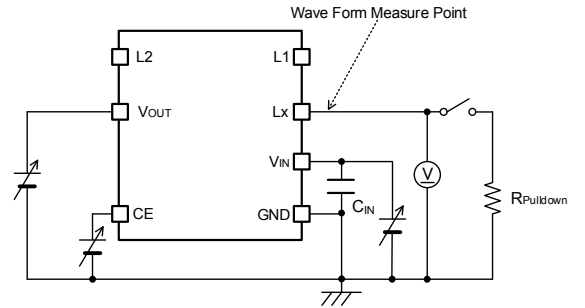 Wave Form Measure Point
L2
L1
VOUT
Lx
VIN
V
CIN
RPulldown
CE
GND